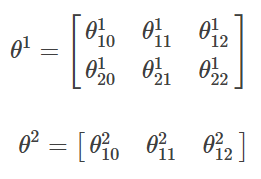 θ¹ = [ θ¹₁₀ θ¹₁₁ θ¹₁₂
θ¹₂₀ θ¹₂₁ θ¹₂₂ ]
θ² = [ θ²₁₀ θ²₁₁ θ²₁₂ ]